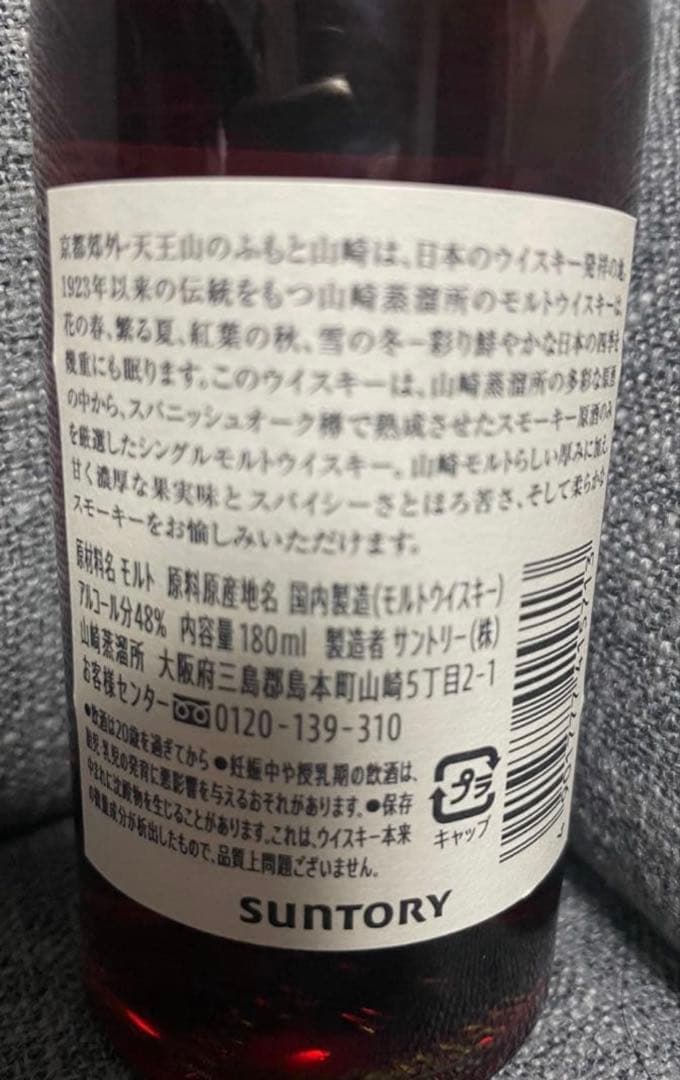 京都郊外・天王山のふもと山崎は、日本のウイスキー発祥の地。
1923年以来の伝統をもつ山崎蒸溜所のモルトウイスキーは、
花の春、繁る夏、紅葉の秋、雪の冬―彩り鮮やかな日本の四季を
幾重にも眠ります。このウイスキーは、山崎蒸溜所の多彩な原酒
の中から、スパニッシュオーク樽で熟成させたスモーキー原酒のみ
を厳選したシングルモルトウイスキー。山崎モルトらしい厚みに加え、
甘く濃厚な果実味とスパイシーさとほろ苦さ、そして柔らかな
スモーキーをお愉しみいただけます。
原材料名 モルト 原料原産地名 国内製造(モルトウイスキー)
アルコール分48% 内容量180ml 製造者 サントリー(株)
山崎蒸溜所 大阪府三島郡島本町山崎5丁目2-1
お客様センター 0120-139-310
●飲酒は20歳を過ぎてから ●妊娠中や授乳期の飲酒は、
胎児・乳児の発育に悪影響を与えるおそれがあります。●保存
中まれに沈殿物を生じることがあります。これは、ウイスキー本来
の微量成分が析出したもので、品質上問題ございません。
プラ
キャップ
SUNTORY